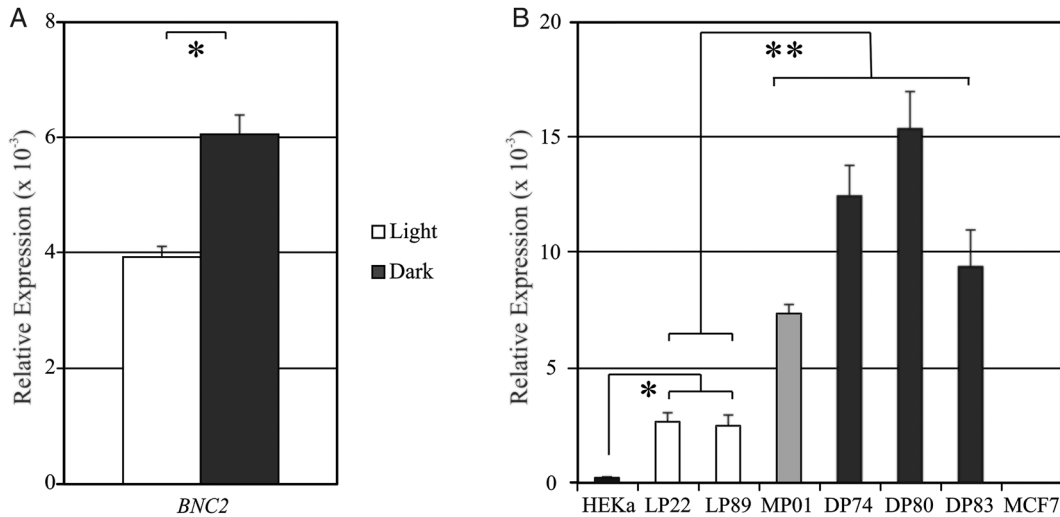 A
Relative Expression (x 10⁻³)
8
6
4
2
0
*
BNC2
Light
Dark
B
Relative Expression (x 10⁻³)
20
15
10
5
0
**
*
HEKa LP22 LP89 MP01 DP74 DP80 DP83 MCF7